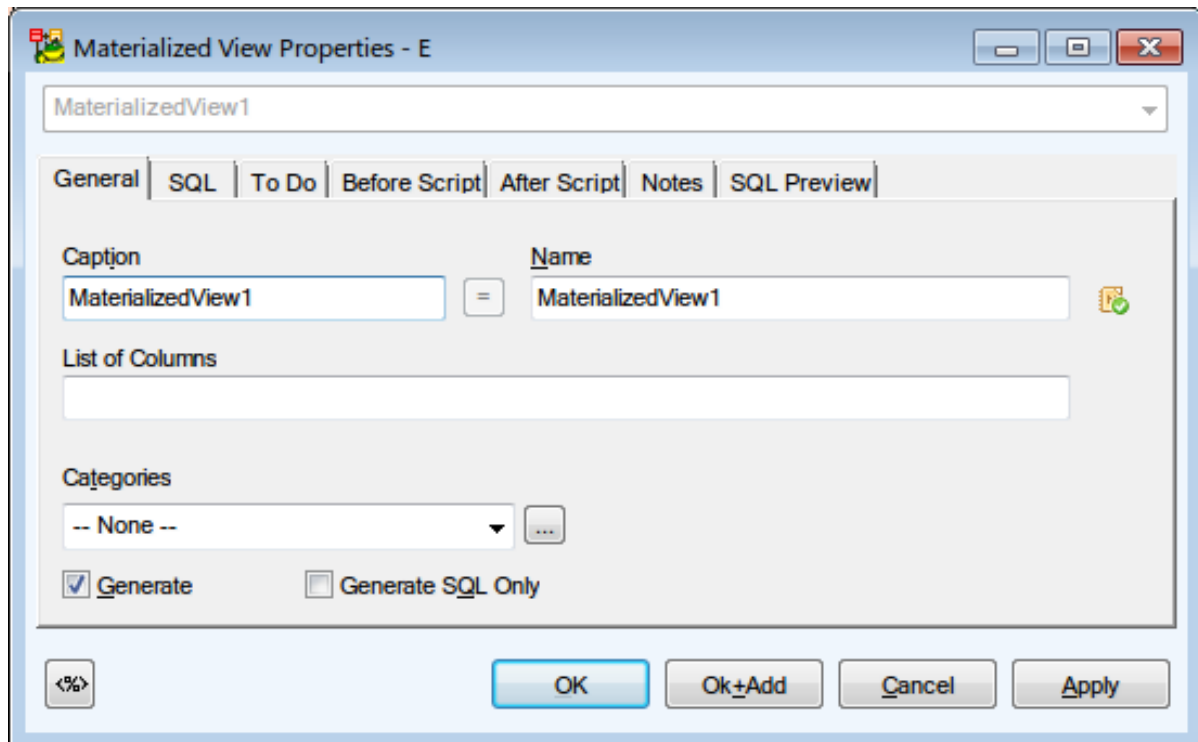 Materialized View Properties - E
MaterializedView1
General SQL To Do Before Script After Script Notes SQL Preview
Caption Name
MaterializedView1 = MaterializedView1
List of Columns
Categories
-- None -- ...
Generate Generate SQL Only
<%> OK Ok+Add Cancel Apply